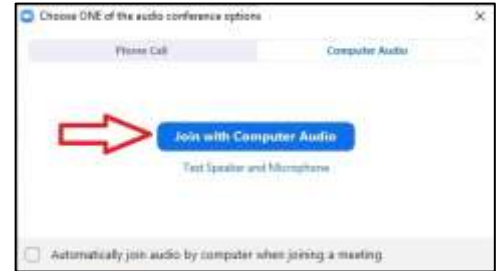 Choose ONE of the audio conference options
Phone Call
Computer Audio
Join with Computer Audio
Test Speaker and Microphone
Automatically join audio by computer when joining a meeting